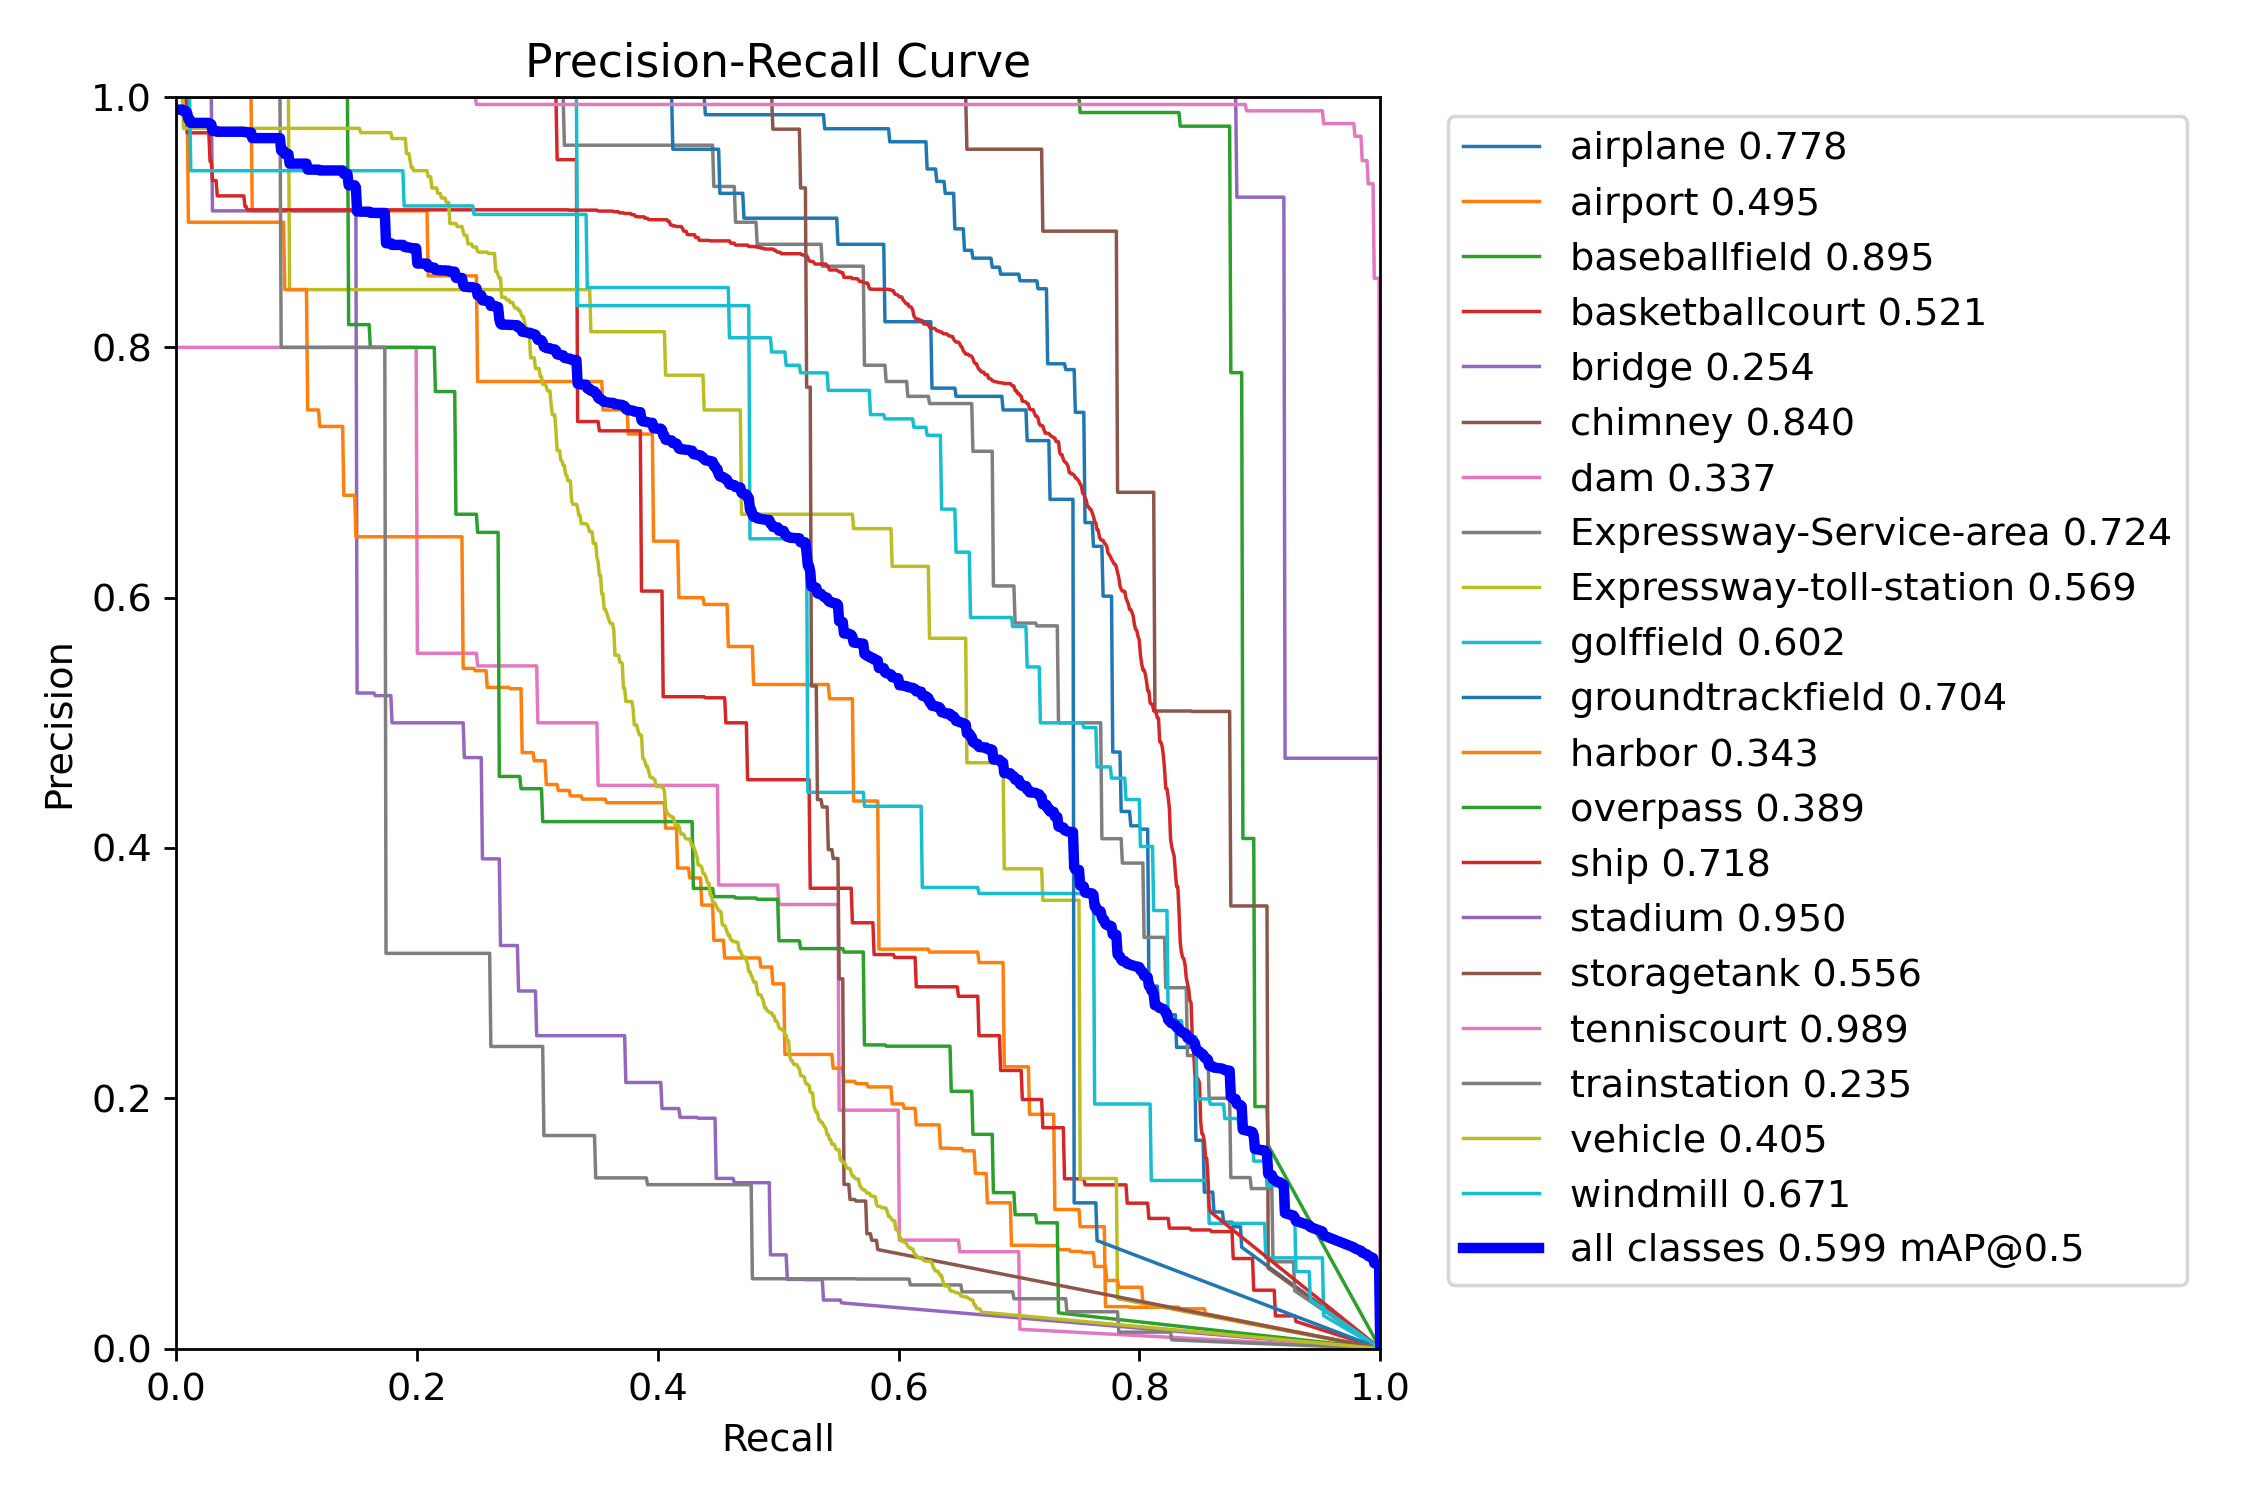 Precision-Recall Curve
1.0
0.8
0.6
0.4
0.2
0.0
Precision
0.0 0.2 0.4 0.6 0.8 1.0
Recall
airplane 0.778
airport 0.495
baseballfield 0.895
basketballcourt 0.521
bridge 0.254
chimney 0.840
dam 0.337
Expressway-Service-area 0.724
Expressway-toll-station 0.569
golffield 0.602
groundtrackfield 0.704
harbor 0.343
overpass 0.389
ship 0.718
stadium 0.950
storagetank 0.556
tenniscourt 0.989
trainstation 0.235
vehicle 0.405
windmill 0.671
all classes 0.599 mAP@0.5